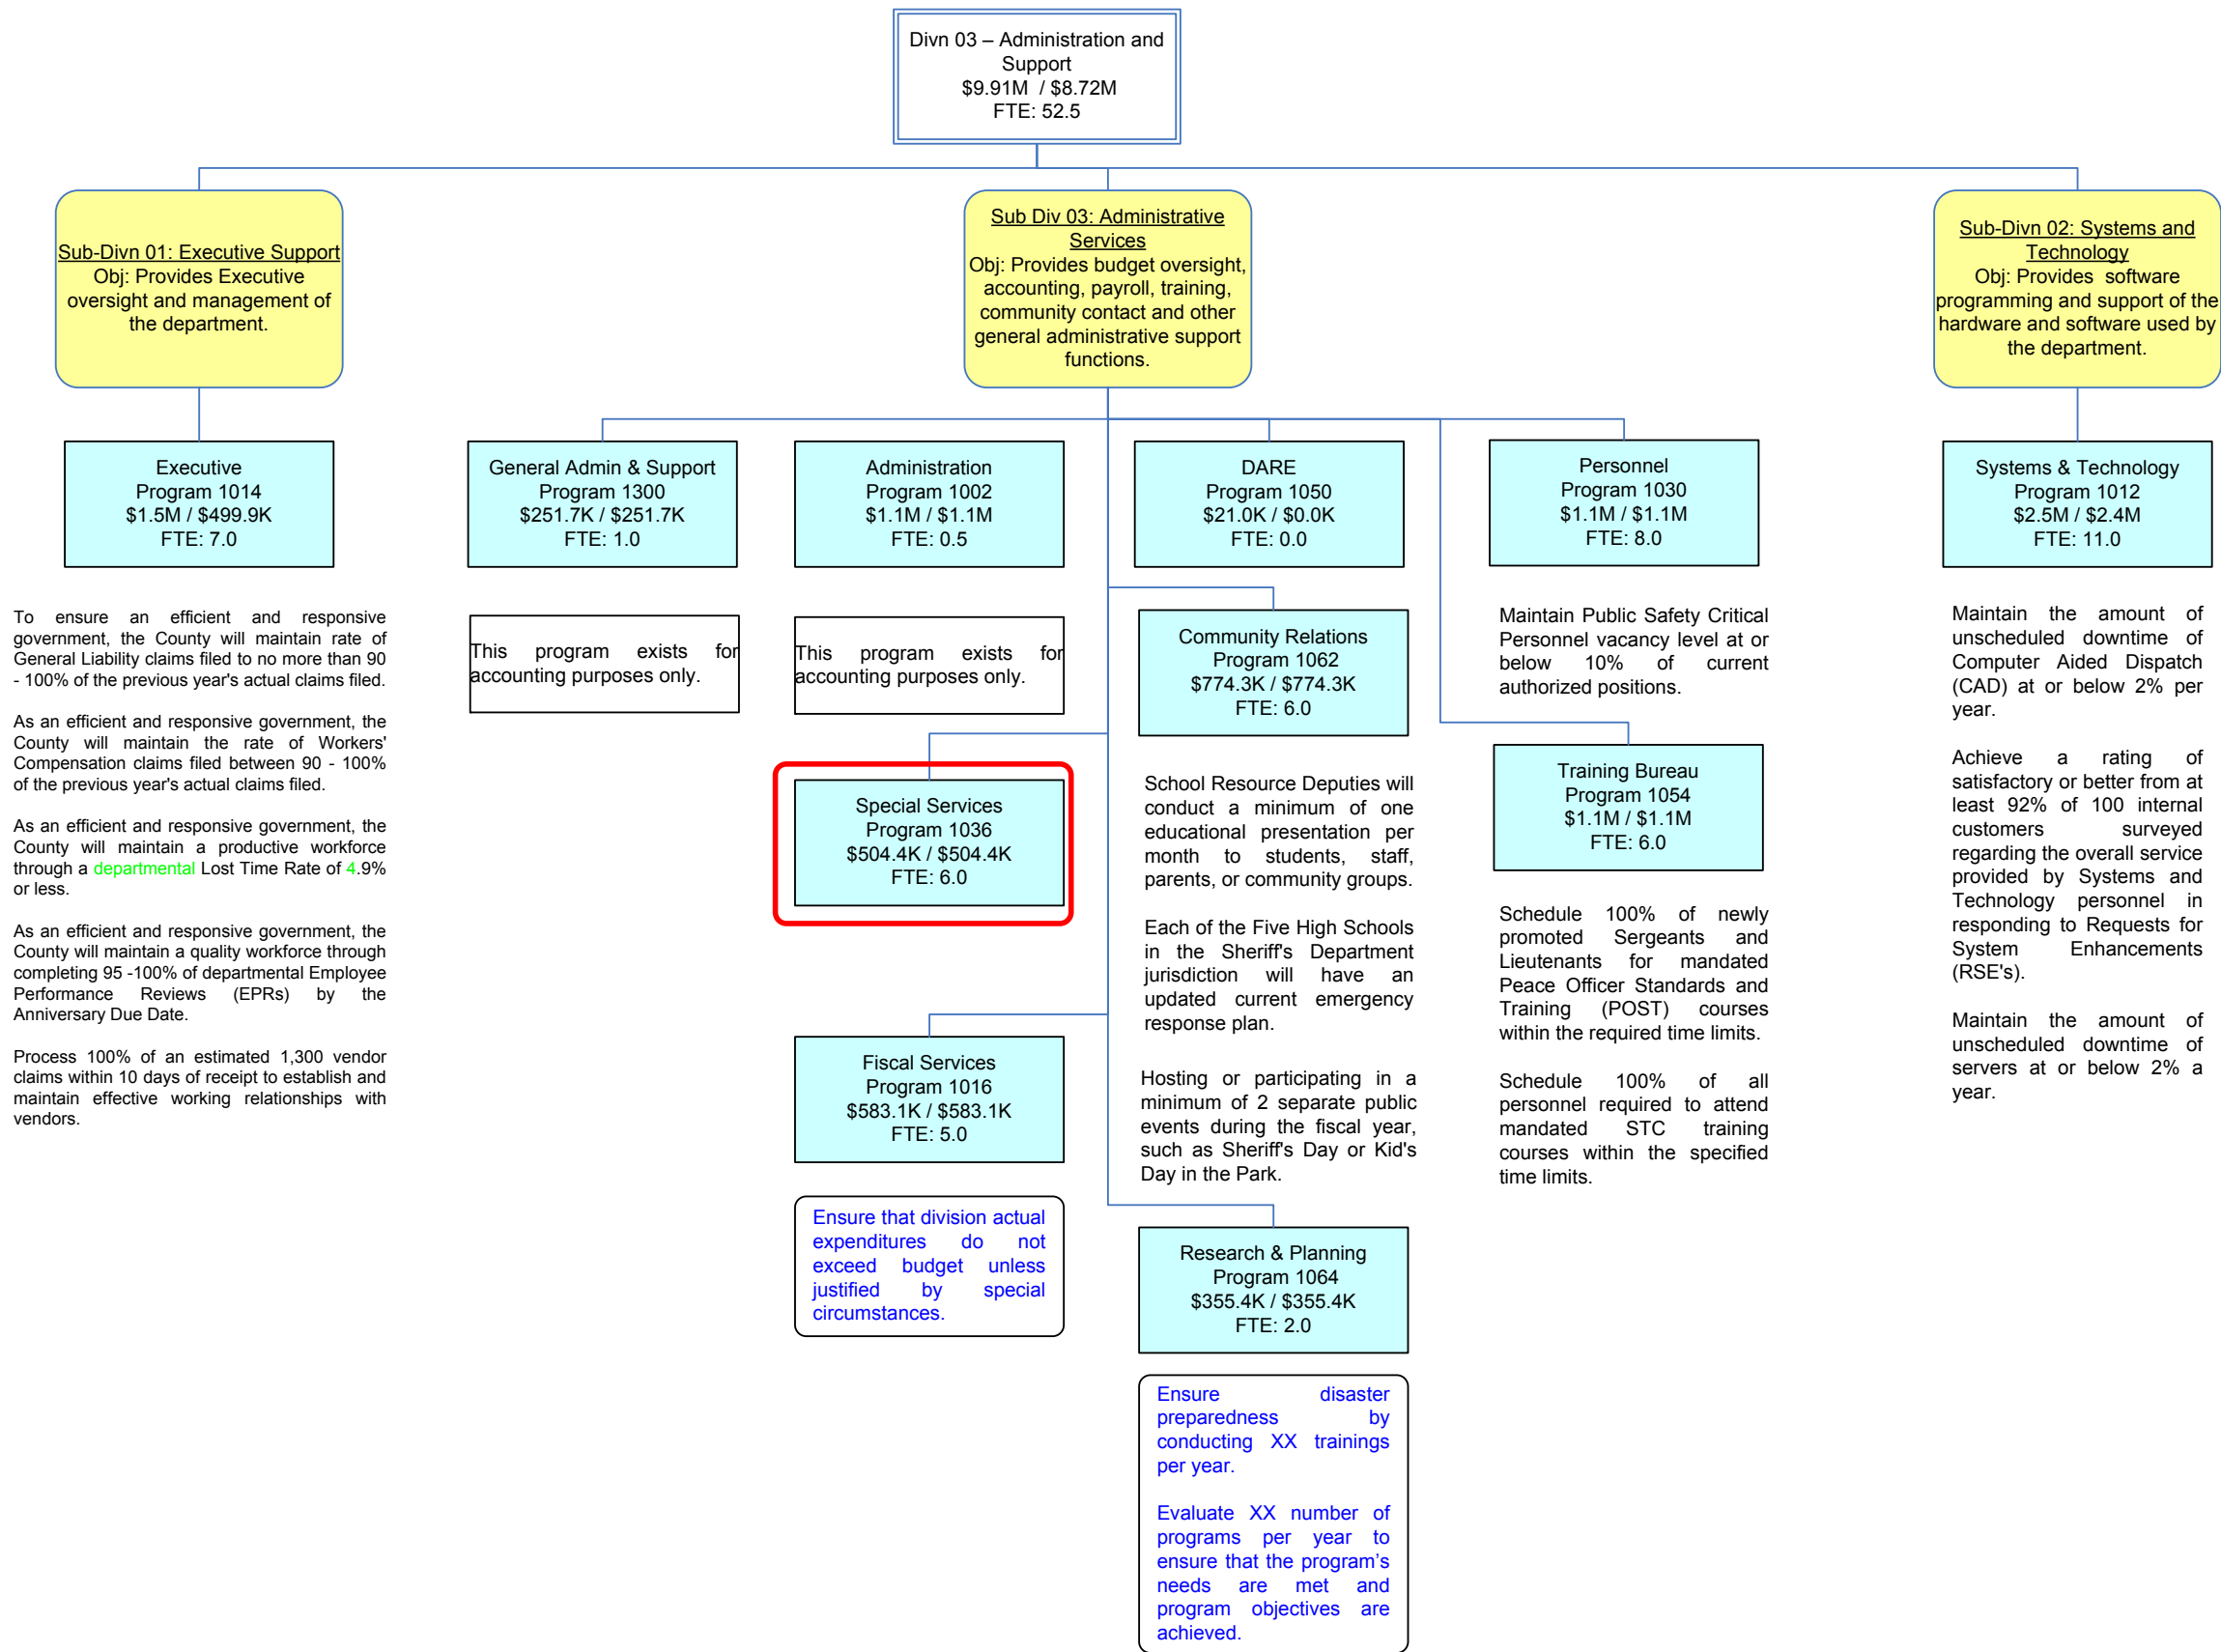 Divn 03 – Administration and
Support
$9.91M / $8.72M
FTE: 52.5
Sub-Divn 01: Executive Support
Obj: Provides Executive
oversight and management of
the department.
Sub Div 03: Administrative
Services
Obj: Provides budget oversight,
accounting, payroll, training,
community contact and other
general administrative support
functions.
Sub-Divn 02: Systems and
Technology
Obj: Provides software
programming and support of the
hardware and software used by
the department.
Executive
Program 1014
$1.5M / $499.9K
FTE: 7.0
General Admin & Support
Program 1300
$251.7K / $251.7K
FTE: 1.0
Administration
Program 1002
$1.1M / $1.1M
FTE: 0.5
DARE
Program 1050
$21.0K / $0.0K
FTE: 0.0
Personnel
Program 1030
$1.1M / $1.1M
FTE: 8.0
Systems & Technology
Program 1012
$2.5M / $2.4M
FTE: 11.0
To ensure an efficient and responsive
government, the County will maintain rate of
General Liability claims filed to no more than 90
- 100% of the previous year's actual claims filed.
As an efficient and responsive government, the
County will maintain the rate of Workers'
Compensation claims filed between 90 - 100%
of the previous year's actual claims filed.
As an efficient and responsive government, the
County will maintain a productive workforce
through a departmental Lost Time Rate of 4.9%
or less.
As an efficient and responsive government, the
County will maintain a quality workforce through
completing 95 -100% of departmental Employee
Performance Reviews (EPRs) by the
Anniversary Due Date.
Process 100% of an estimated 1,300 vendor
claims within 10 days of receipt to establish and
maintain effective working relationships with
vendors.
This program exists for
accounting purposes only.
This program exists for
accounting purposes only.
Special Services
Program 1036
$504.4K / $504.4K
FTE: 6.0
Fiscal Services
Program 1016
$583.1K / $583.1K
FTE: 5.0
Ensure that division actual
expenditures do not
exceed budget unless
justified by special
circumstances.
Community Relations
Program 1062
$774.3K / $774.3K
FTE: 6.0
School Resource Deputies will
conduct a minimum of one
educational presentation per
month to students, staff,
parents, or community groups.
Each of the Five High Schools
in the Sheriff's Department
jurisdiction will have an
updated current emergency
response plan.
Hosting or participating in a
minimum of 2 separate public
events during the fiscal year,
such as Sheriff's Day or Kid's
Day in the Park.
Research & Planning
Program 1064
$355.4K / $355.4K
FTE: 2.0
Ensure disaster
preparedness by
conducting XX trainings
per year.
Evaluate XX number of
programs per year to
ensure that the program’s
needs are met and
program objectives are
achieved.
Maintain Public Safety Critical
Personnel vacancy level at or
below 10% of current
authorized positions.
Training Bureau
Program 1054
$1.1M / $1.1M
FTE: 6.0
Schedule 100% of newly
promoted Sergeants and
Lieutenants for mandated
Peace Officer Standards and
Training (POST) courses
within the required time limits.
Schedule 100% of all
personnel required to attend
mandated STC training
courses within the specified
time limits.
Maintain the amount of
unscheduled downtime of
Computer Aided Dispatch
(CAD) at or below 2% per
year.
Achieve a rating of
satisfactory or better from at
least 92% of 100 internal
customers surveyed
regarding the overall service
provided by Systems and
Technology personnel in
responding to Requests for
System Enhancements
(RSE's).
Maintain the amount of
unscheduled downtime of
servers at or below 2% a
year.